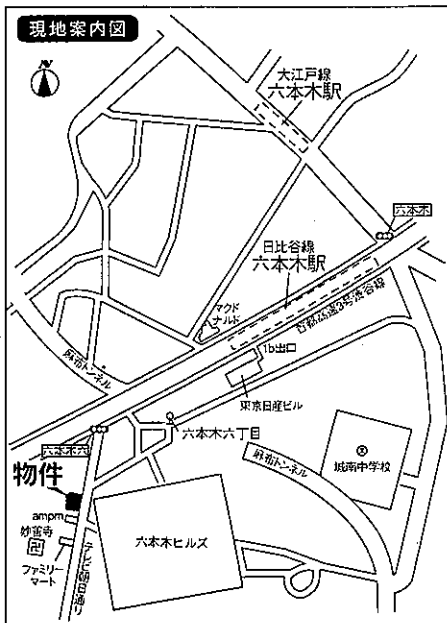 現地案内図
N
大江戸線
六本木駅
六本木
日比谷線
六本木駅
首都高速3号渋谷線
マクド
ナルド
1b出口
麻布トンネル
東京日産ビル
六本木六丁目
六本木六
城南中学校
麻布トンネル
物件
ampm
妙善寺
六本木ヒルズ
ファミリー
マート
テレビ朝日通り